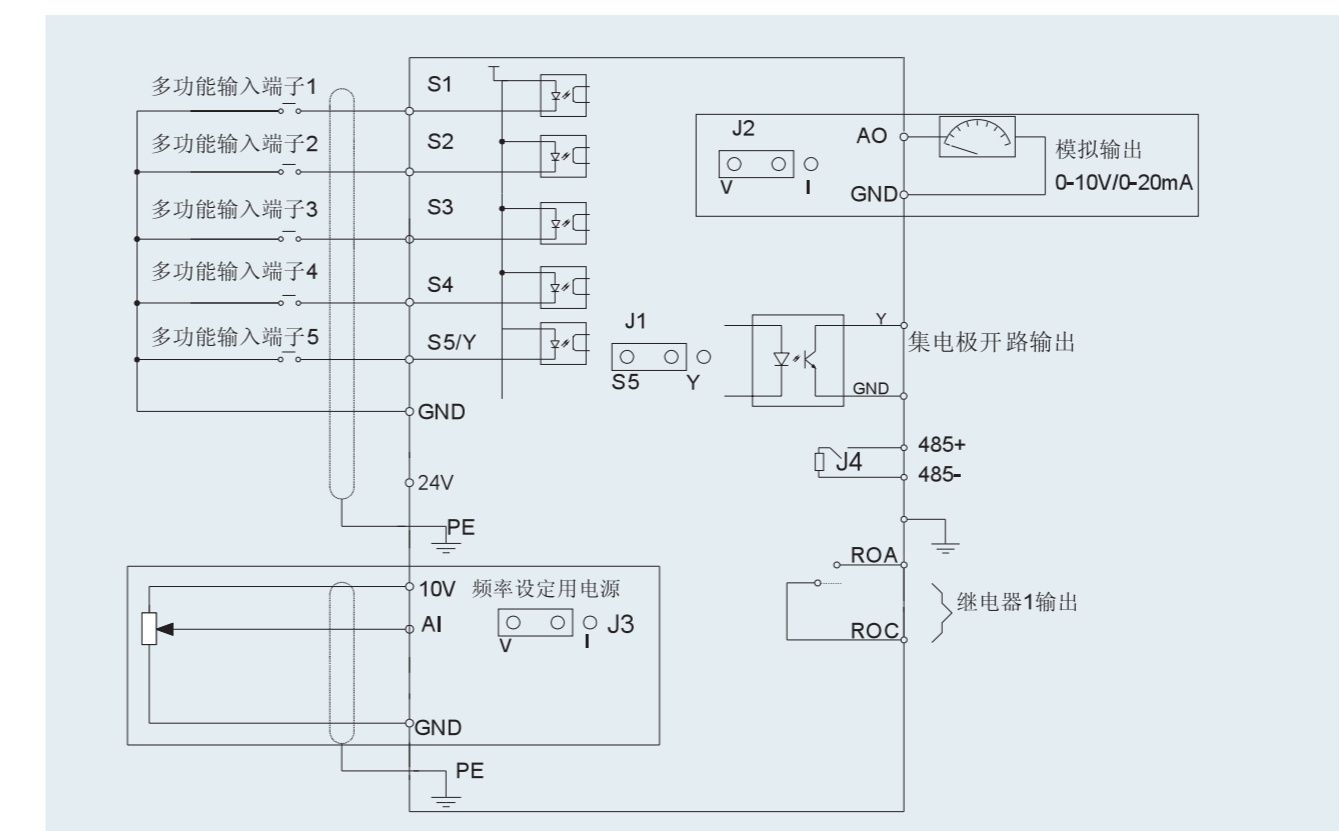 多功能输入端子1
S1
多功能输入端子2
S2
多功能输入端子3
S3
多功能输入端子4
S4
多功能输入端子5
S5/Y
GND
24V
PE
J1
S5 Y
J2
V I
AO
GND
模拟输出
0-10V/0-20mA
Y
GND
集电极开路输出
J4
485+
485-
ROA
ROC
继电器1输出
10V
频率设定用电源
AI
J3
V I
GND
PE